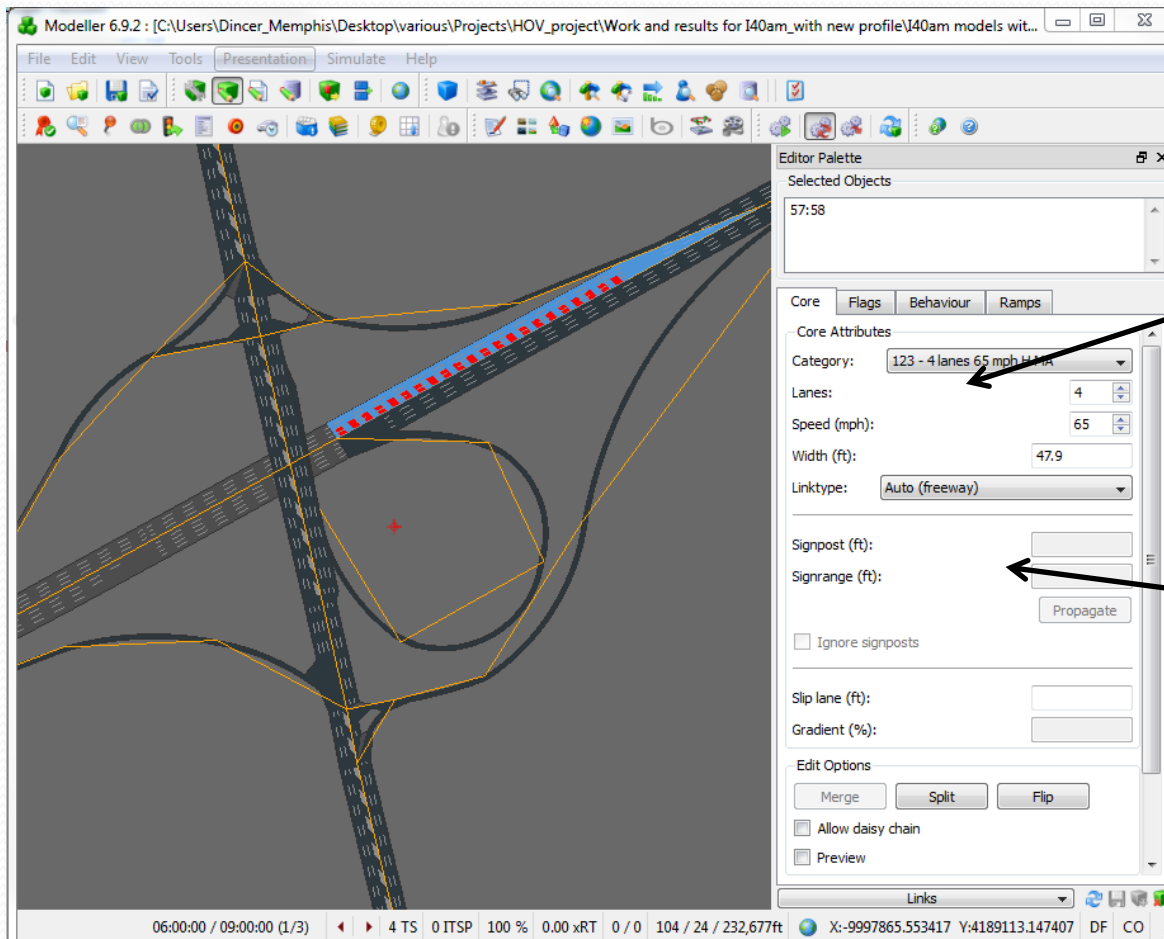 Modeller 6.9.2 : [C:\Users\Dincer_Memphis\Desktop\various\Projects\HOV_project\Work and results for I40am_with new profile\I40am models wit...
File Edit View Tools Presentation Simulate Help
Editor Palette
Selected Objects
57:58
Core Flags Behaviour Ramps
Core Attributes
Category: 123 - 4 lanes 65 mph H MA
Lanes: 4
Speed (mph): 65
Width (ft): 47.9
Linktype: Auto (freeway)
Signpost (ft):
Signrange (ft):
Propagate
Ignore signposts
Slip lane (ft):
Gradient (%):
Edit Options
Merge Split Flip
Allow daisy chain
Preview
Links
06:00:00 / 09:00:00 (1/3) 4 TS 0 ITSP 100 % 0.00 xRT 0 / 0 104 / 24 / 232,677ft X:-9997865.553417 Y:4189113.147407 DF CO